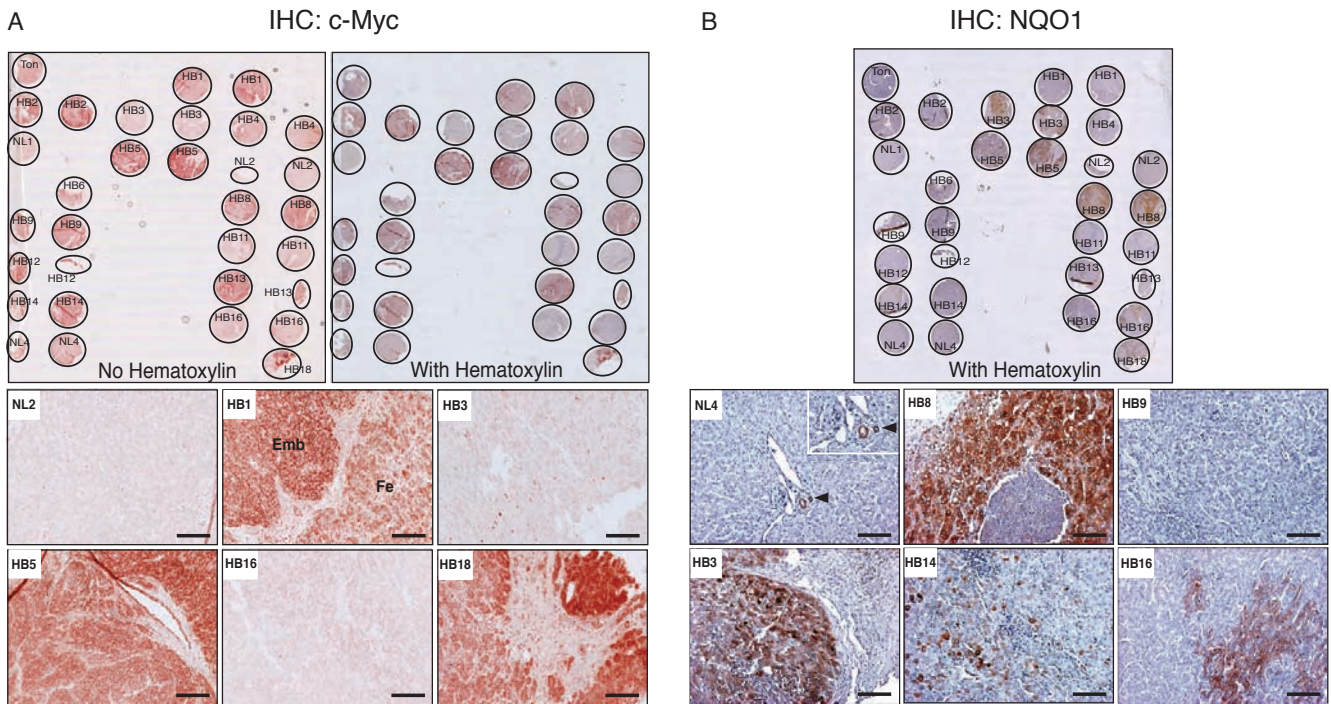 A
IHC: c-Myc
Ton
HB1
HB1
HB2
HB2
HB3
HB3
HB4
HB4
NL1
HB5
HB5
NL2
NL2
HB6
HB8
HB8
HB9
HB9
HB11
HB11
HB12
HB12
HB13
HB13
HB14
HB14
HB16
HB16
NL4
NL4
HB18
No Hematoxylin
With Hematoxylin
NL2
HB1
Emb
Fe
HB3
HB5
HB16
HB18
B
IHC: NQO1
Ton
HB1
HB1
HB2
HB2
HB3
HB3
HB4
NL1
HB5
HB5
NL2
NL2
HB6
HB8
HB8
HB9
HB9
HB11
HB11
HB12
HB12
HB13
HB13
HB14
HB14
HB16
HB16
NL4
NL4
HB18
With Hematoxylin
NL4
HB8
HB9
HB3
HB14
HB16